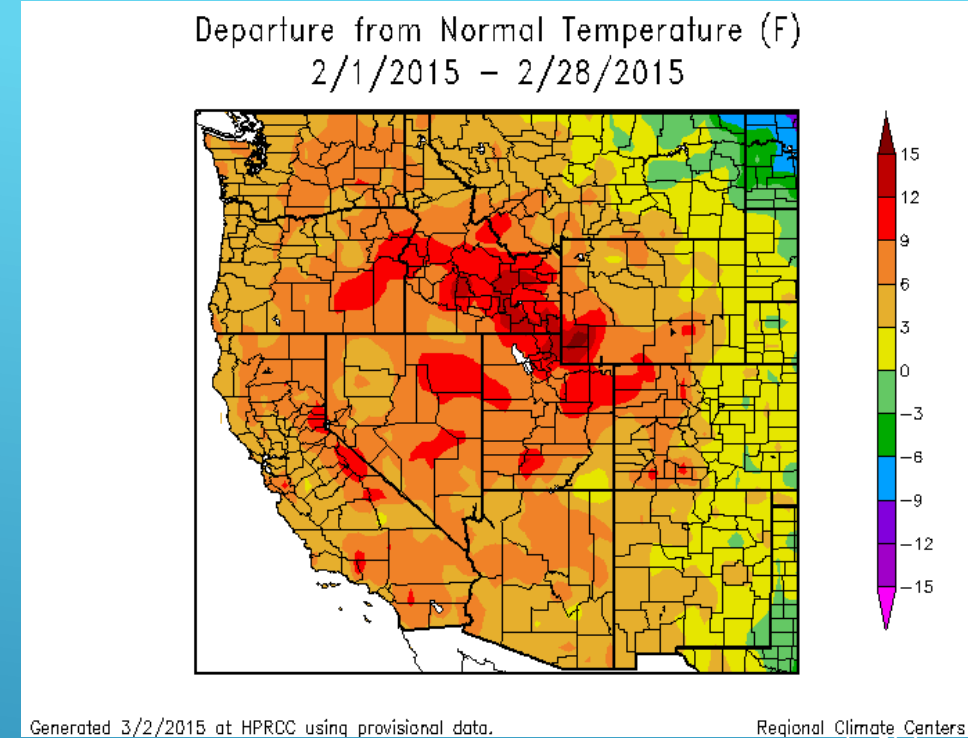 Departure from Normal Temperature (F)
2/1/2015 – 2/28/2015
15
12
9
6
3
0
−3
−6
−9
−12
−15
Generated 3/2/2015 at HPRCC using provisional data.
Regional Climate Centers